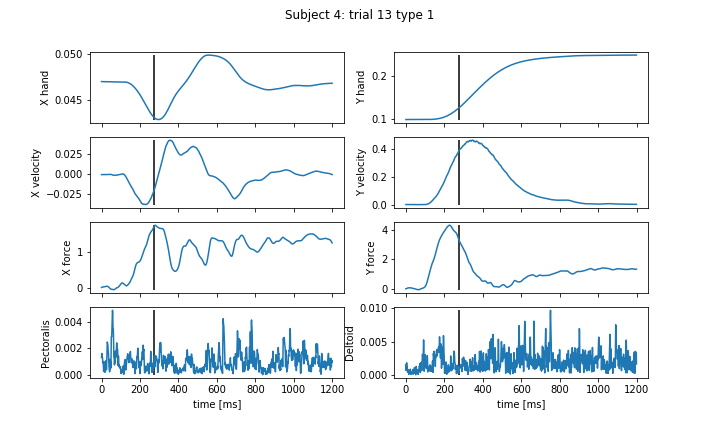 Subject 4: trial 13 type 1
X hand
0.050
0.045
Y hand
0.2
0.1
X velocity
0.025
0.000
−0.025
Y velocity
0.4
0.2
0.0
X force
1
0
Y force
4
2
0
Pectoralis
0.004
0.002
0.000
0 200 400 600 800 1000 1200
time [ms]
Deltoid
0.010
0.005
0.000
0 200 400 600 800 1000 1200
time [ms]